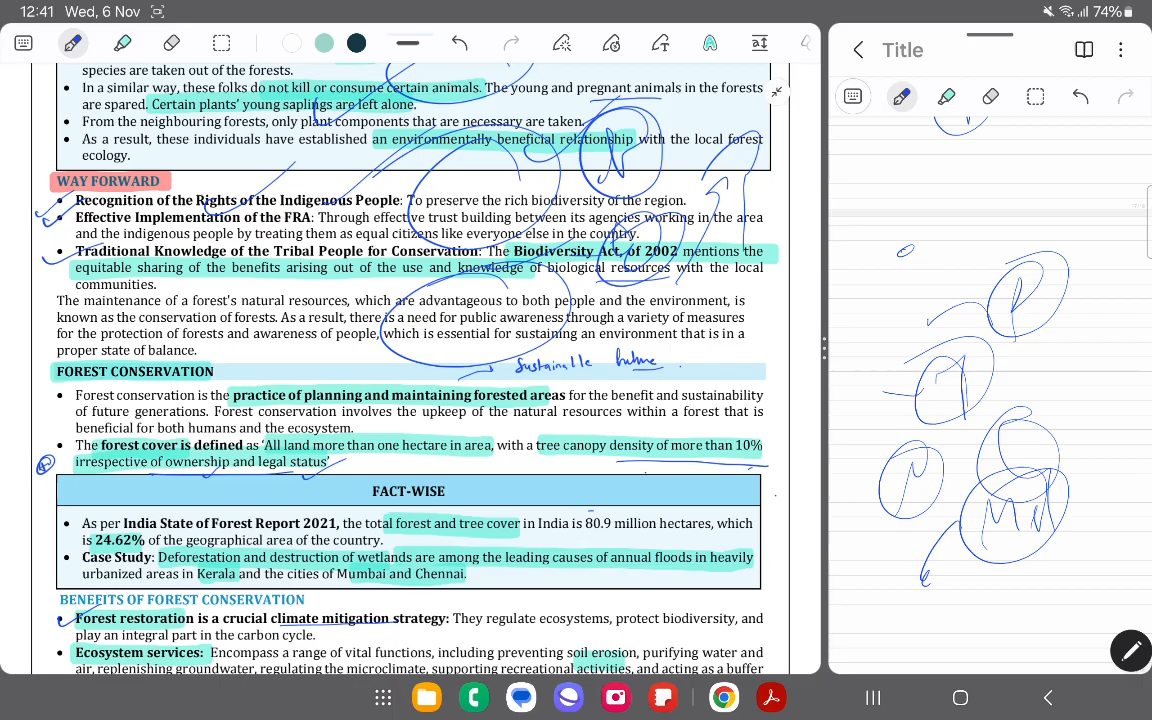 12:41 Wed, 6 Nov
74%
Title
species are taken out of the forests.
• In a similar way, these folks do not kill or consume certain animals. The young and pregnant animals in the forests
are spared. Certain plants' young saplings are left alone.
• From the neighbouring forests, only plant components that are necessary are taken.
• As a result, these individuals have established an environmentally beneficial relationship with the local forest
ecology.
WAY FORWARD
• Recognition of the Rights of the Indigenous People: To preserve the rich biodiversity of the region.
• Effective Implementation of the FRA: Through effective trust building between its agencies working in the area
and the indigenous people by treating them as equal citizens like everyone else in the country.
• Traditional Knowledge of the Tribal People for Conservation: The Biodiversity Act, of 2002 mentions the
equitable sharing of the benefits arising out of the use and knowledge of biological resources with the local
communities.
The maintenance of a forest's natural resources, which are advantageous to both people and the environment, is
known as the conservation of forests. As a result, there is a need for public awareness through a variety of measures
for the protection of forests and awareness of people, which is essential for sustaining an environment that is in a
proper state of balance.
Sustainable
FOREST CONSERVATION
• Forest conservation is the practice of planning and maintaining forested areas for the benefit and sustainability
of future generations. Forest conservation involves the upkeep of the natural resources within a forest that is
beneficial for both humans and the ecosystem.
• The forest cover is defined as 'All land more than one hectare in area, with a tree canopy density of more than 10%
irrespective of ownership and legal status'
FACT-WISE
• As per India State of Forest Report 2021, the total forest and tree cover in India is 80.9 million hectares, which
is 24.62% of the geographical area of the country.
• Case Study: Deforestation and destruction of wetlands are among the leading causes of annual floods in heavily
urbanized areas in Kerala and the cities of Mumbai and Chennai.
BENEFITS OF FOREST CONSERVATION
• Forest restoration is a crucial climate mitigation strategy: They regulate ecosystems, protect biodiversity, and
play an integral part in the carbon cycle.
• Ecosystem services: Encompass a range of vital functions, including preventing soil erosion, purifying water and
air, replenishing groundwater, regulating the microclimate, supporting recreational activities, and acting as a buffer